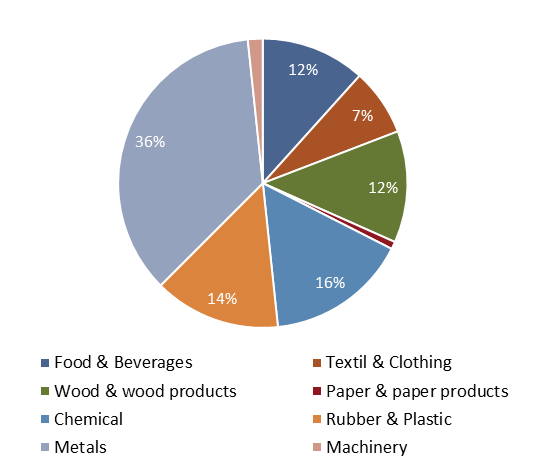 12%
7%
36%
12%
16%
14%
Food & Beverages
Textil & Clothing
Wood & wood products
Paper & paper products
Chemical
Rubber & Plastic
Metals
Machinery